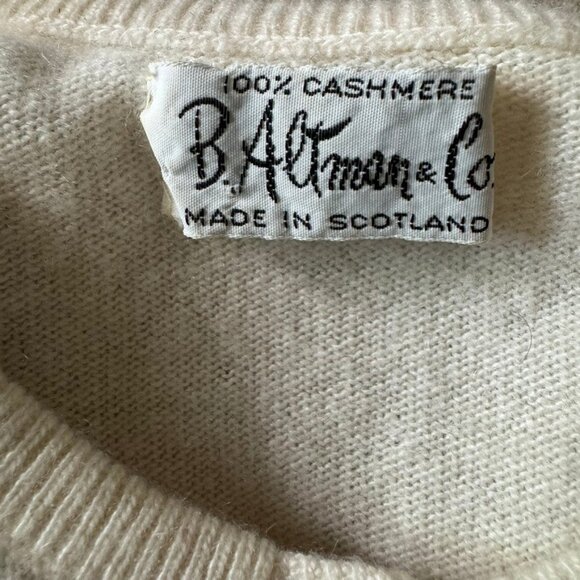 100% CASHMERE
B. Altman & Co.
MADE IN SCOTLAND